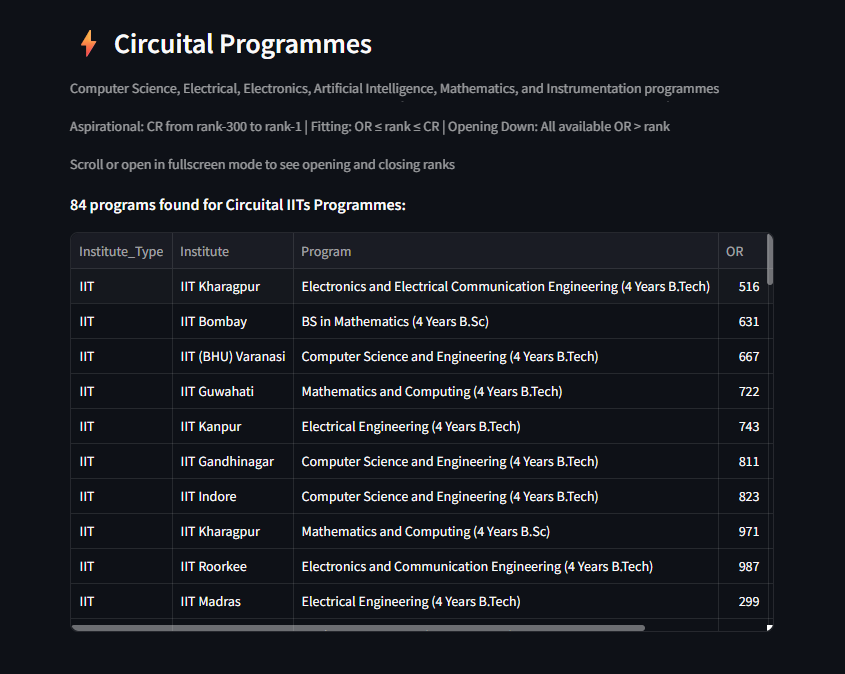 Circuital Programmes
Computer Science, Electrical, Electronics, Artificial Intelligence, Mathematics, and Instrumentation programmes
Aspirational: CR from rank-300 to rank-1 | Fitting: OR ≤ rank ≤ CR | Opening Down: All available OR > rank
Scroll or open in fullscreen mode to see opening and closing ranks
84 programs found for Circuital IITs Programmes:
Institute_Type Institute Program OR
IIT IIT Kharagpur Electronics and Electrical Communication Engineering (4 Years B.Tech) 516
IIT IIT Bombay BS in Mathematics (4 Years B.Sc) 631
IIT IIT (BHU) Varanasi Computer Science and Engineering (4 Years B.Tech) 667
IIT IIT Guwahati Mathematics and Computing (4 Years B.Tech) 722
IIT IIT Kanpur Electrical Engineering (4 Years B.Tech) 743
IIT IIT Gandhinagar Computer Science and Engineering (4 Years B.Tech) 811
IIT IIT Indore Computer Science and Engineering (4 Years B.Tech) 823
IIT IIT Kharagpur Mathematics and Computing (4 Years B.Sc) 971
IIT IIT Roorkee Electronics and Communication Engineering (4 Years B.Tech) 987
IIT IIT Madras Electrical Engineering (4 Years B.Tech) 299